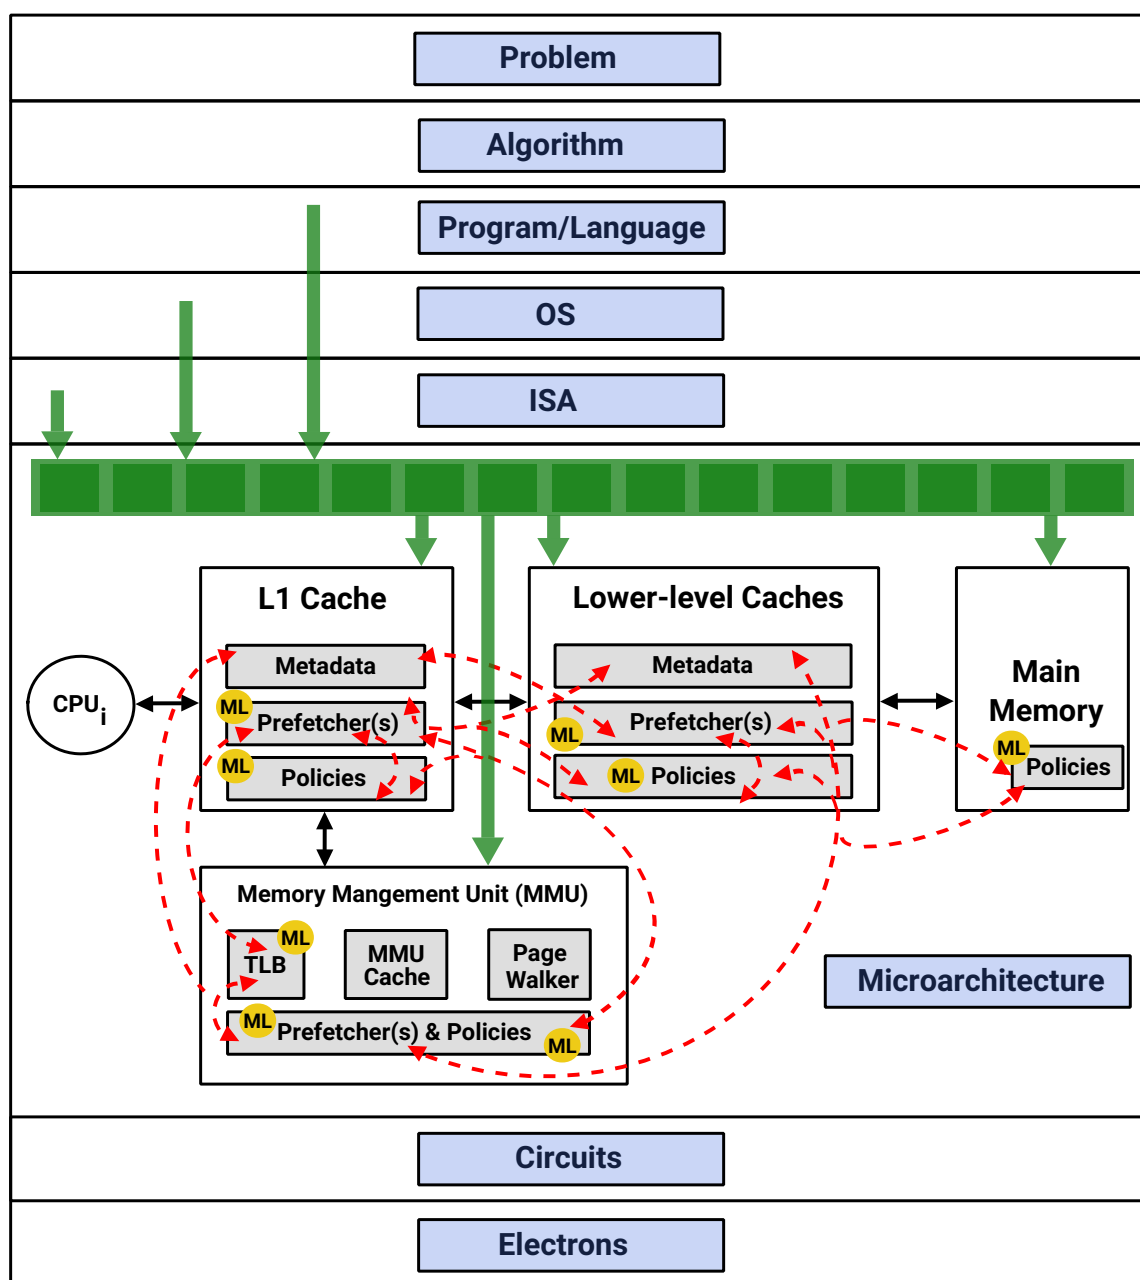 Problem
Algorithm
Program/Language
OS
ISA
L1 Cache
Metadata
ML
Prefetcher(s)
ML
Policies
Lower-level Caches
Metadata
Prefetcher(s)
ML
ML Policies
Main
Memory
ML
Policies
CPUi
Memory Mangement Unit (MMU)
ML
TLB
MMU
Cache
Page
Walker
ML
Prefetcher(s) & Policies
ML
Microarchitecture
Circuits
Electrons